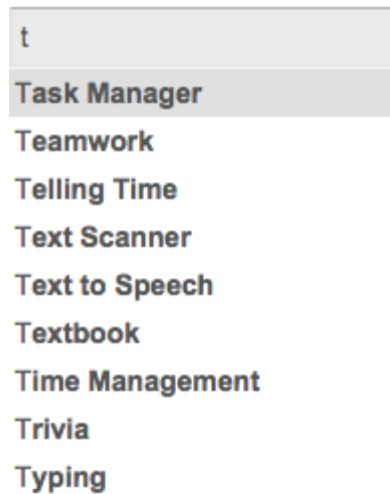 t
Task Manager
Teamwork
Telling Time
Text Scanner
Text to Speech
Textbook
Time Management
Trivia
Typing